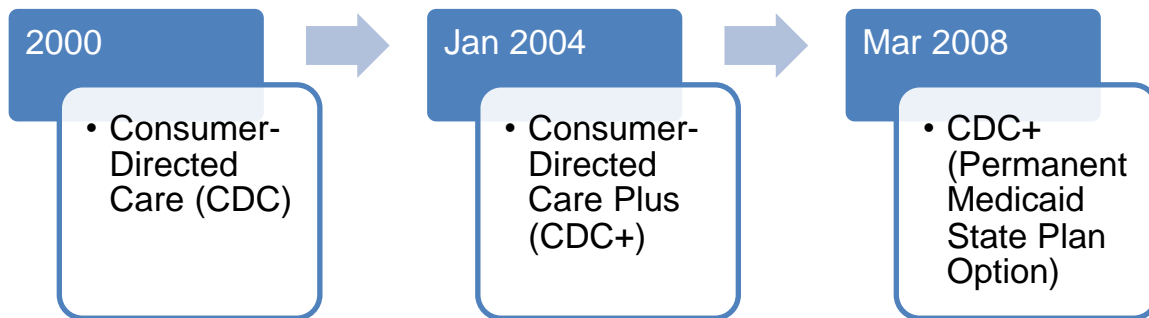 2000
• Consumer-
Directed
Care (CDC)
Jan 2004
• Consumer-
Directed
Care Plus
(CDC+)
Mar 2008
• CDC+
(Permanent
Medicaid
State Plan
Option)